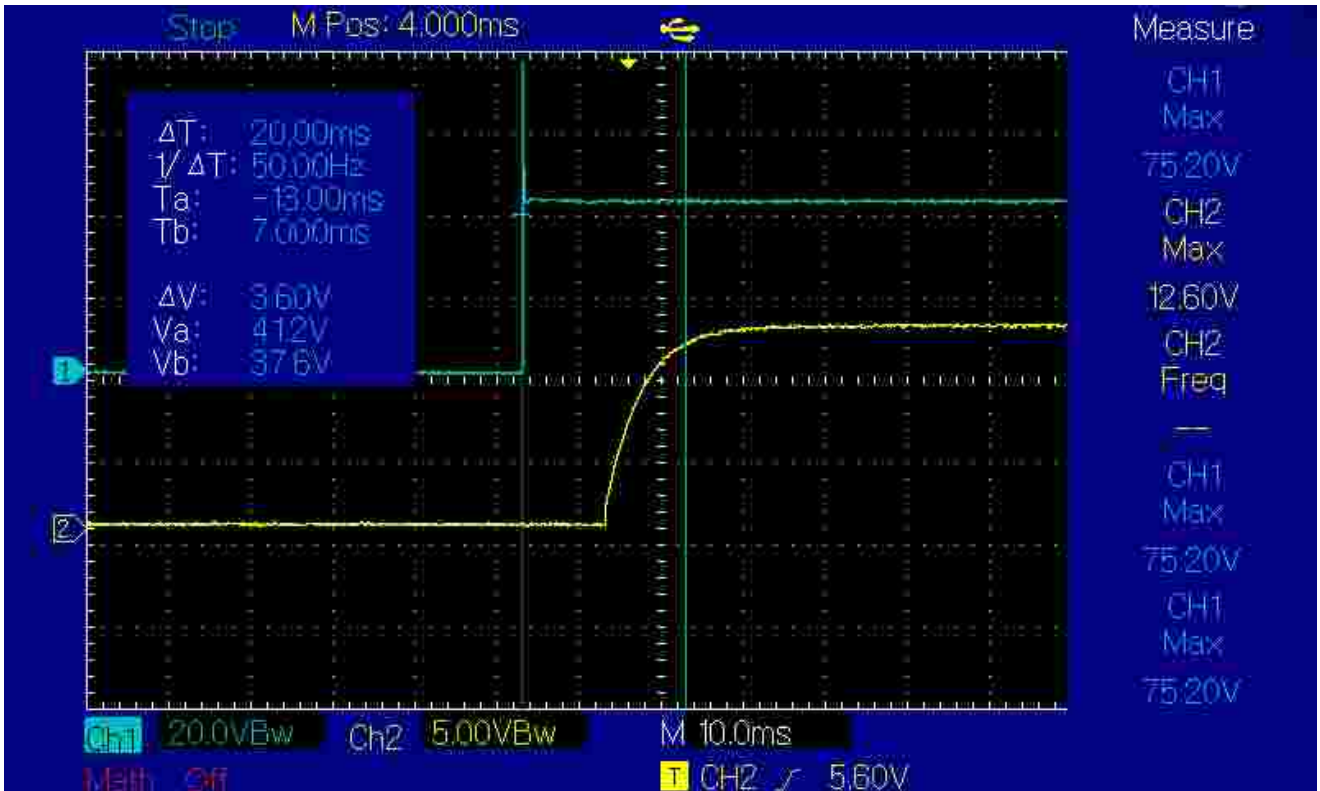 Stop M Pos: 4.000ms
Measure
ΔT: 20.00ms
1/ΔT: 50.00Hz
Ta: -13.00ms
Tb: 7.000ms
ΔV: 3.60V
Va: 41.2V
Vb: 37.6V
1
2
CH1
Max
75.20V
CH2
Max
12.60V
CH2
Freq
---
CH1
Max
75.20V
CH1
Max
75.20V
Ch1 20.0VBw Ch2 5.00VBw M 10.0ms
Math Off T CH2 5.60V